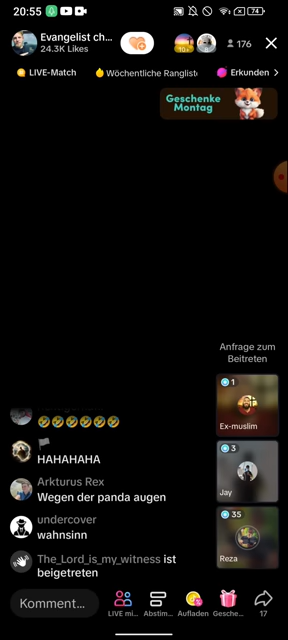 20:55
74
Evangelist ch...
24.3K Likes
176
LIVE-Match
Wöchentliche Ranglist
Erkunden
Geschenke
Montag
Anfrage zum
Beitreten
1
Ex-muslim
HAHAHAHA
3
Jay
Arkturus Rex
Wegen der panda augen
35
Reza
undercover
wahnsinn
The_Lord_is_my_witness ist
beigetreten
Komment...
LIVE mi...
Abstim...
Aufladen
Gesche...
17